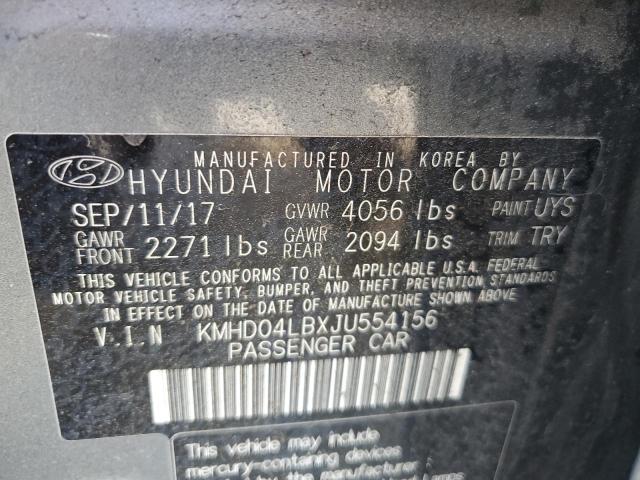 MANUFACTURED IN KOREA BY
HYUNDAI MOTOR COMPANY
SEP/11/17 GVWR 4056 lbs PAINT UYS
GAWR FRONT 2271 lbs GAWR REAR 2094 lbs TRIM TRY
THIS VEHICLE CONFORMS TO ALL APPLICABLE U.S.A. FEDERAL
MOTOR VEHICLE SAFETY, BUMPER, AND THEFT PREVENTION STANDARDS
IN EFFECT ON THE DATE OF MANUFACTURE SHOWN ABOVE
V.I.N KMHD04LBXJU554156
PASSENGER CAR
This vehicle may include
mercury-containing devices
by the manufacturer